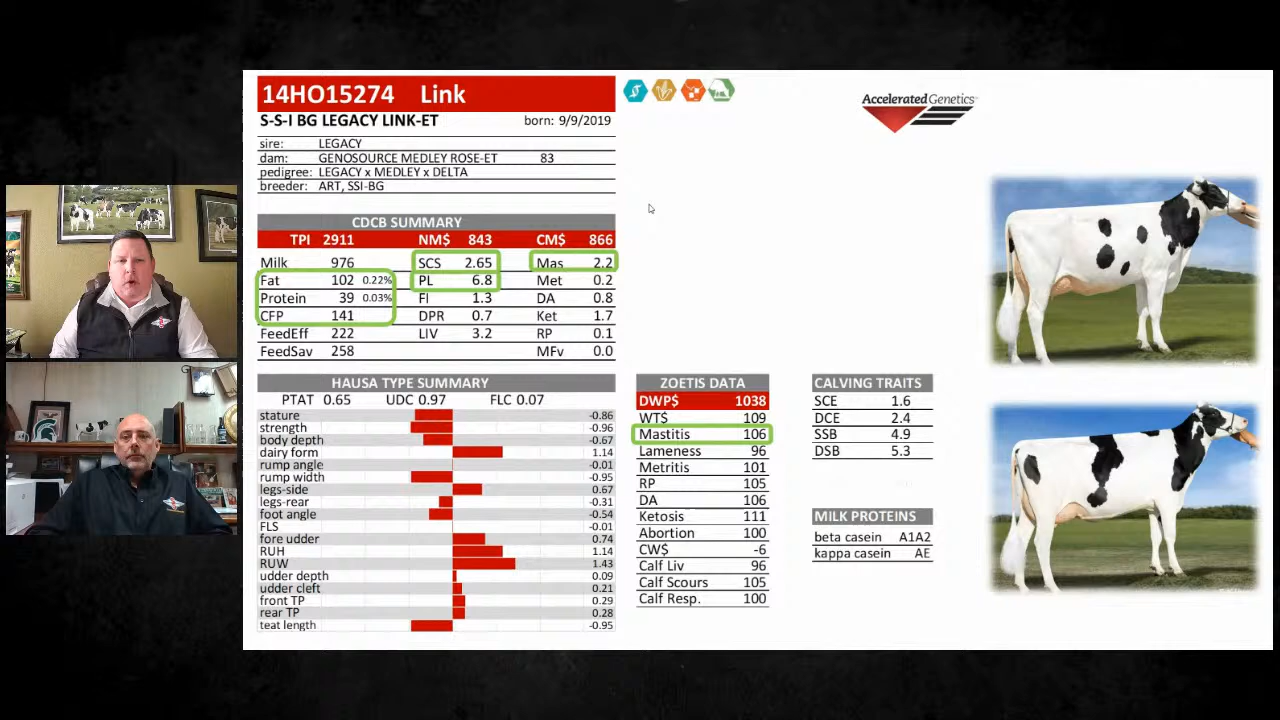 14HO15274 Link
S-S-I BG LEGACY LINK-ET born: 9/9/2019
sire: LEGACY
dam: GENOSOURCE MEDLEY ROSE-ET 83
pedigree: LEGACY x MEDLEY x DELTA
breeder: ART, SSI-BG
CDCB SUMMARY
TPI 2911 NM$ 843 CM$ 866
Milk 976 SCS 2.65 Mas 2.2
Fat 102 0.22% PL 6.8 Met 0.2
Protein 39 0.03% FI 1.3 DA 0.8
CFP 141 DPR 0.7 Ket 1.7
FeedEff 222 LIV 3.2 RP 0.1
FeedSav 258 MFv 0.0
HAUSA TYPE SUMMARY
PTAT 0.65 UDC 0.97 FLC 0.07
stature -0.86
strength -0.96
body depth -0.67
dairy form 1.14
rump angle -0.01
rump width -0.95
legs-side 0.67
legs-rear -0.31
foot angle -0.54
FLS -0.01
fore udder 0.74
RUH 1.14
RUW 1.43
udder depth 0.09
udder cleft 0.21
front TP 0.29
rear TP 0.28
teat length -0.95
ZOETIS DATA
DWP$ 1038
WT$ 109
Mastitis 106
Lameness 96
Metritis 101
RP 105
DA 106
Ketosis 111
Abortion 100
CW$ -6
Calf Liv 96
Calf Scours 105
Calf Resp. 100
CALVING TRAITS
SCE 1.6
DCE 2.4
SSB 4.9
DSB 5.3
MILK PROTEINS
beta casein A1A2
kappa casein AE
Accelerated Genetics